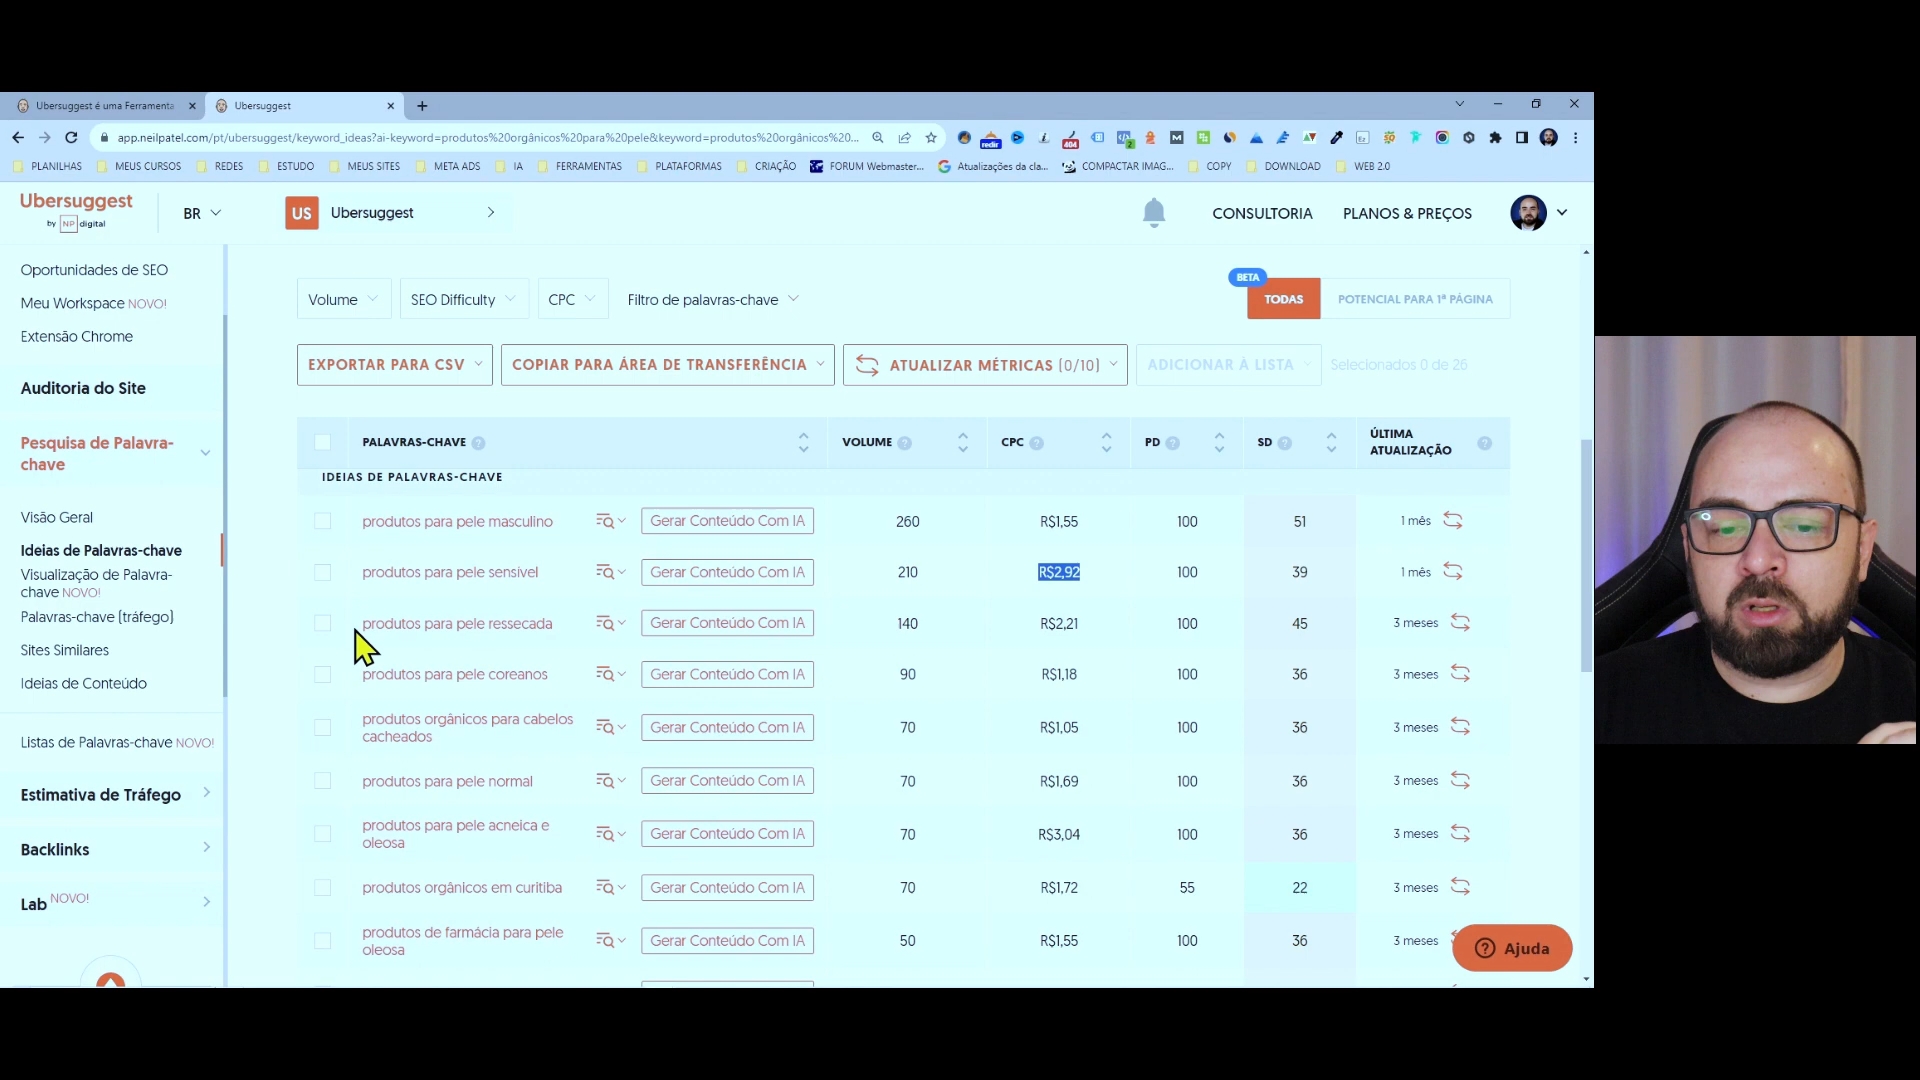 Ubersuggest é uma Ferramenta
Ubersuggest
app.neilpatel.com/pt/ubersuggest/keyword_ideas?ai-keyword=produtos%20orgânicos%20para%20pele&keyword=produtos%20orgânicos%20...
redir
404
2
PLANILHAS
MEUS CURSOS
REDES
ESTUDO
MEUS SITES
META ADS
IA
FERRAMENTAS
PLATAFORMAS
CRIAÇÃO
FORUM Webmaster...
Atualizações da cla...
COMPACTAR IMAG...
COPY
DOWNLOAD
WEB 2.0
Ubersuggest
by NP digital
BR
US
Ubersuggest
CONSULTORIA
PLANOS & PREÇOS
Oportunidades de SEO
Meu Workspace NOVO!
Extensão Chrome
Auditoria do Site
Pesquisa de Palavra-
chave
Visão Geral
Ideias de Palavras-chave
Visualização de Palavra-
chave NOVO!
Palavras-chave (tráfego)
Sites Similares
Ideias de Conteúdo
Listas de Palavras-chave NOVO!
Estimativa de Tráfego
Backlinks
Lab NOVO!
Volume
SEO Difficulty
CPC
Filtro de palavras-chave
BETA
TODAS
POTENCIAL PARA 1ª PÁGINA
EXPORTAR PARA CSV
COPIAR PARA ÁREA DE TRANSFERÊNCIA
ATUALIZAR MÉTRICAS (0/10)
ADICIONAR À LISTA
Selecionados 0 de 26
PALAVRAS-CHAVE
VOLUME
CPC
PD
SD
ÚLTIMA
ATUALIZAÇÃO
IDEIAS DE PALAVRAS-CHAVE
produtos para pele masculino Gerar Conteúdo Com IA 260 R$1,55 100 51 1 mês
produtos para pele sensível Gerar Conteúdo Com IA 210 R$2,92 100 39 1 mês
produtos para pele ressecada Gerar Conteúdo Com IA 140 R$2,21 100 45 3 meses
produtos para pele coreanos Gerar Conteúdo Com IA 90 R$1,18 100 36 3 meses
produtos orgânicos para cabelos
cacheados Gerar Conteúdo Com IA 70 R$1,05 100 36 3 meses
produtos para pele normal Gerar Conteúdo Com IA 70 R$1,69 100 36 3 meses
produtos para pele acneica e
oleosa Gerar Conteúdo Com IA 70 R$3,04 100 36 3 meses
produtos orgânicos em curitiba Gerar Conteúdo Com IA 70 R$1,72 55 22 3 meses
produtos de farmácia para pele
oleosa Gerar Conteúdo Com IA 50 R$1,55 100 36 3 meses
Ajuda